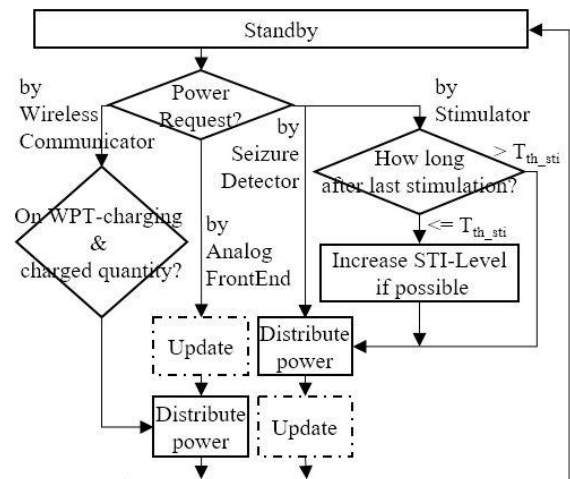 Standby
Power
Request?
by
Wireless
Communicator
by
Seizure
Detector
by
Stimulator
How long
after last stimulation?
> T_th_sti
<= T_th_sti
On WPT-charging
&
charged quantity?
by
Analog
FrontEnd
Increase STI-Level
if possible
Update
Distribute
power
Distribute
power
Update